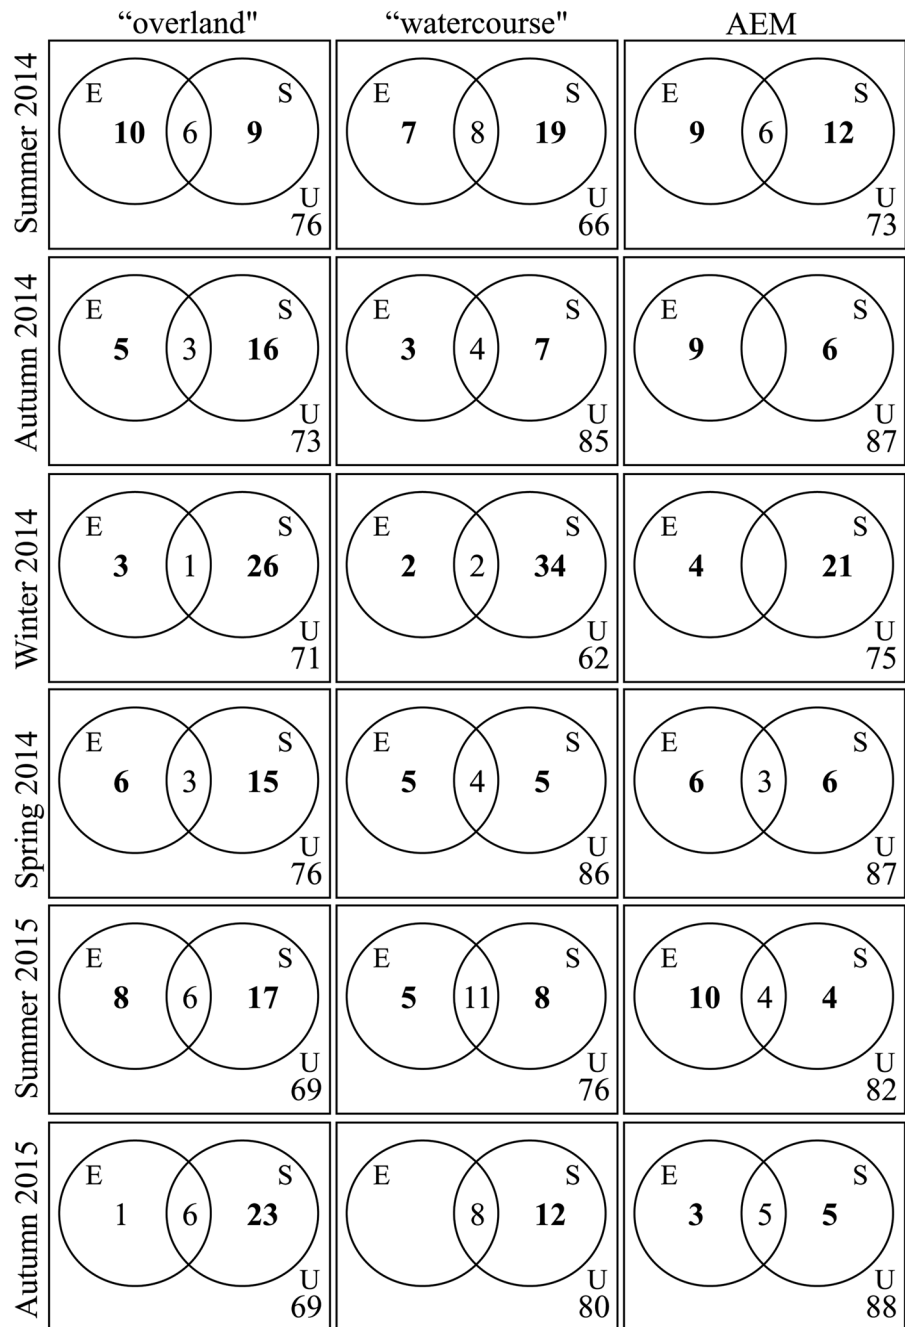 “overland" “watercourse" AEM
Summer 2014
E S E S E S
10 6 9 7 8 19 9 6 12
U U U
76 66 73
Autumn 2014
E S E S E S
5 3 16 3 4 7 9 6
U U U
73 85 87
Winter 2014
E S E S E S
3 1 26 2 2 34 4 21
U U U
71 62 75
Spring 2014
E S E S E S
6 3 15 5 4 5 6 3 6
U U U
76 86 87
Summer 2015
E S E S E S
8 6 17 5 11 8 10 4 4
U U U
69 76 82
Autumn 2015
E S E S E S
1 6 23 8 12 3 5 5
U U U
69 80 88